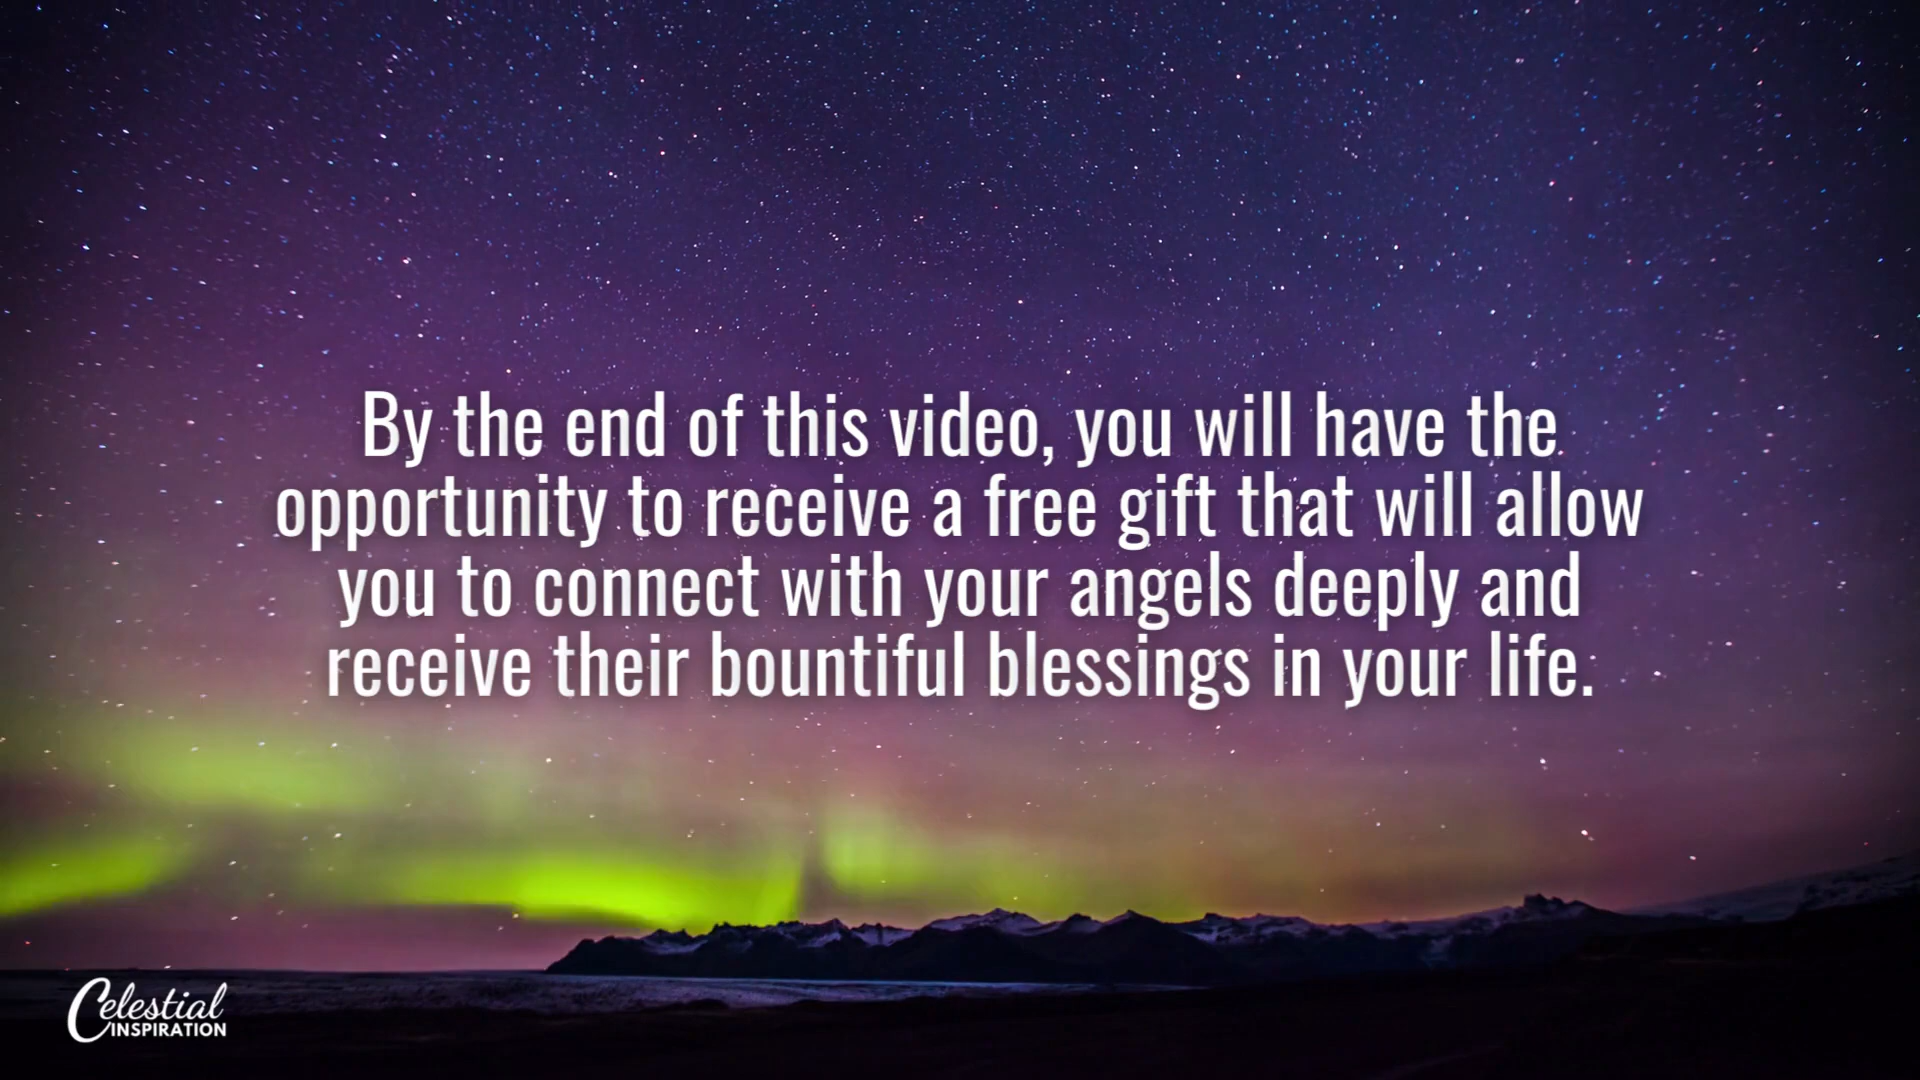 By the end of this video, you will have the
opportunity to receive a free gift that will allow
you to connect with your angels deeply and
receive their bountiful blessings in your life.
Celestial
INSPIRATION